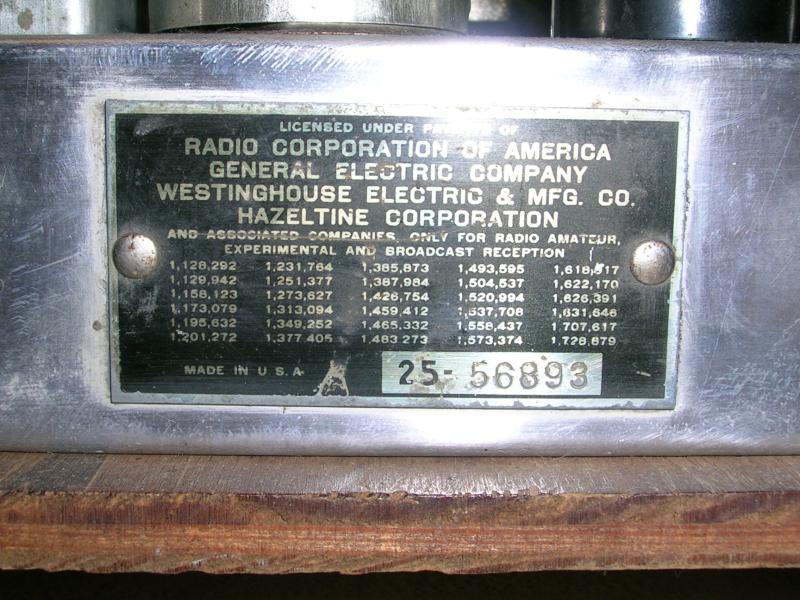 LICENSED UNDER PATENTS OF
RADIO CORPORATION OF AMERICA
GENERAL ELECTRIC COMPANY
WESTINGHOUSE ELECTRIC & MFG. CO.
HAZELTINE CORPORATION
AND ASSOCIATED COMPANIES, ONLY FOR RADIO AMATEUR,
EXPERIMENTAL AND BROADCAST RECEPTION
1,128,292 1,231,764 1,385,873 1,493,595
1,129,942 1,251,377 1,387,984 1,504,537 1,622,170
1,158,123 1,273,627 1,426,754 1,520,994 1,626,391
1,173,079 1,313,094 1,459,412 1,537,708 1,631,646
1,195,632 1,349,252 1,465,332 1,558,437 1,707,617
1,201,272 1,377,405 1,483,273 1,573,374 1,728,879
MADE IN U.S.A. 25-56893